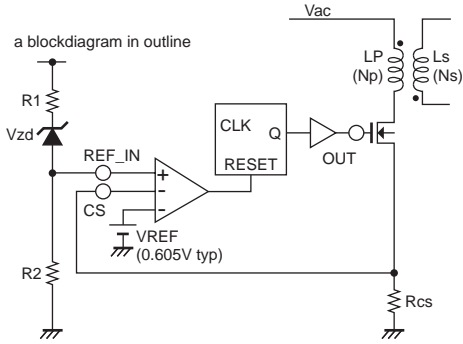 Vac
a blockdiagram in outline
LP
(Np)
Ls
(Ns)
R1
Vzd
CLK
Q
RESET
OUT
REF_IN
CS
+
-
-
VREF
(0.605V typ)
R2
Rcs